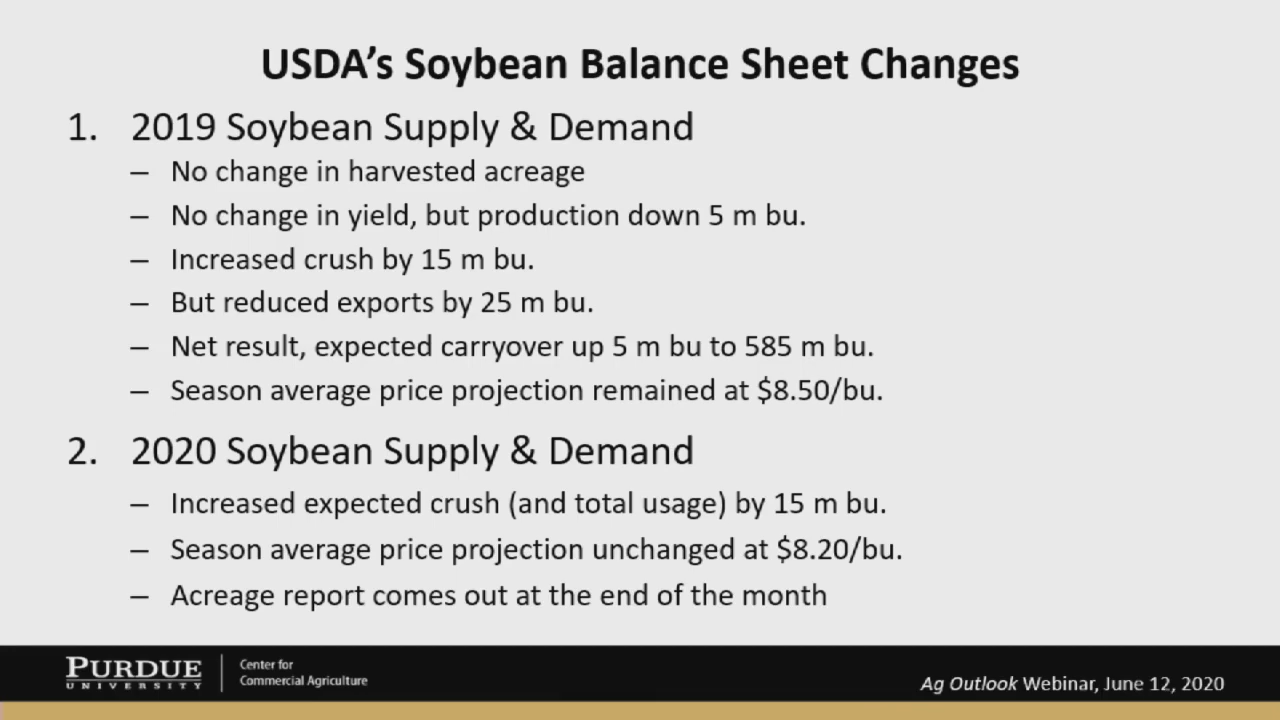 USDA’s Soybean Balance Sheet Changes
1. 2019 Soybean Supply & Demand
– No change in harvested acreage
– No change in yield, but production down 5 m bu.
– Increased crush by 15 m bu.
– But reduced exports by 25 m bu.
– Net result, expected carryover up 5 m bu to 585 m bu.
– Season average price projection remained at $8.50/bu.
2. 2020 Soybean Supply & Demand
– Increased expected crush (and total usage) by 15 m bu.
– Season average price projection unchanged at $8.20/bu.
– Acreage report comes out at the end of the month
PURDUE
UNIVERSITY
Center for
Commercial Agriculture
Ag Outlook Webinar, June 12, 2020